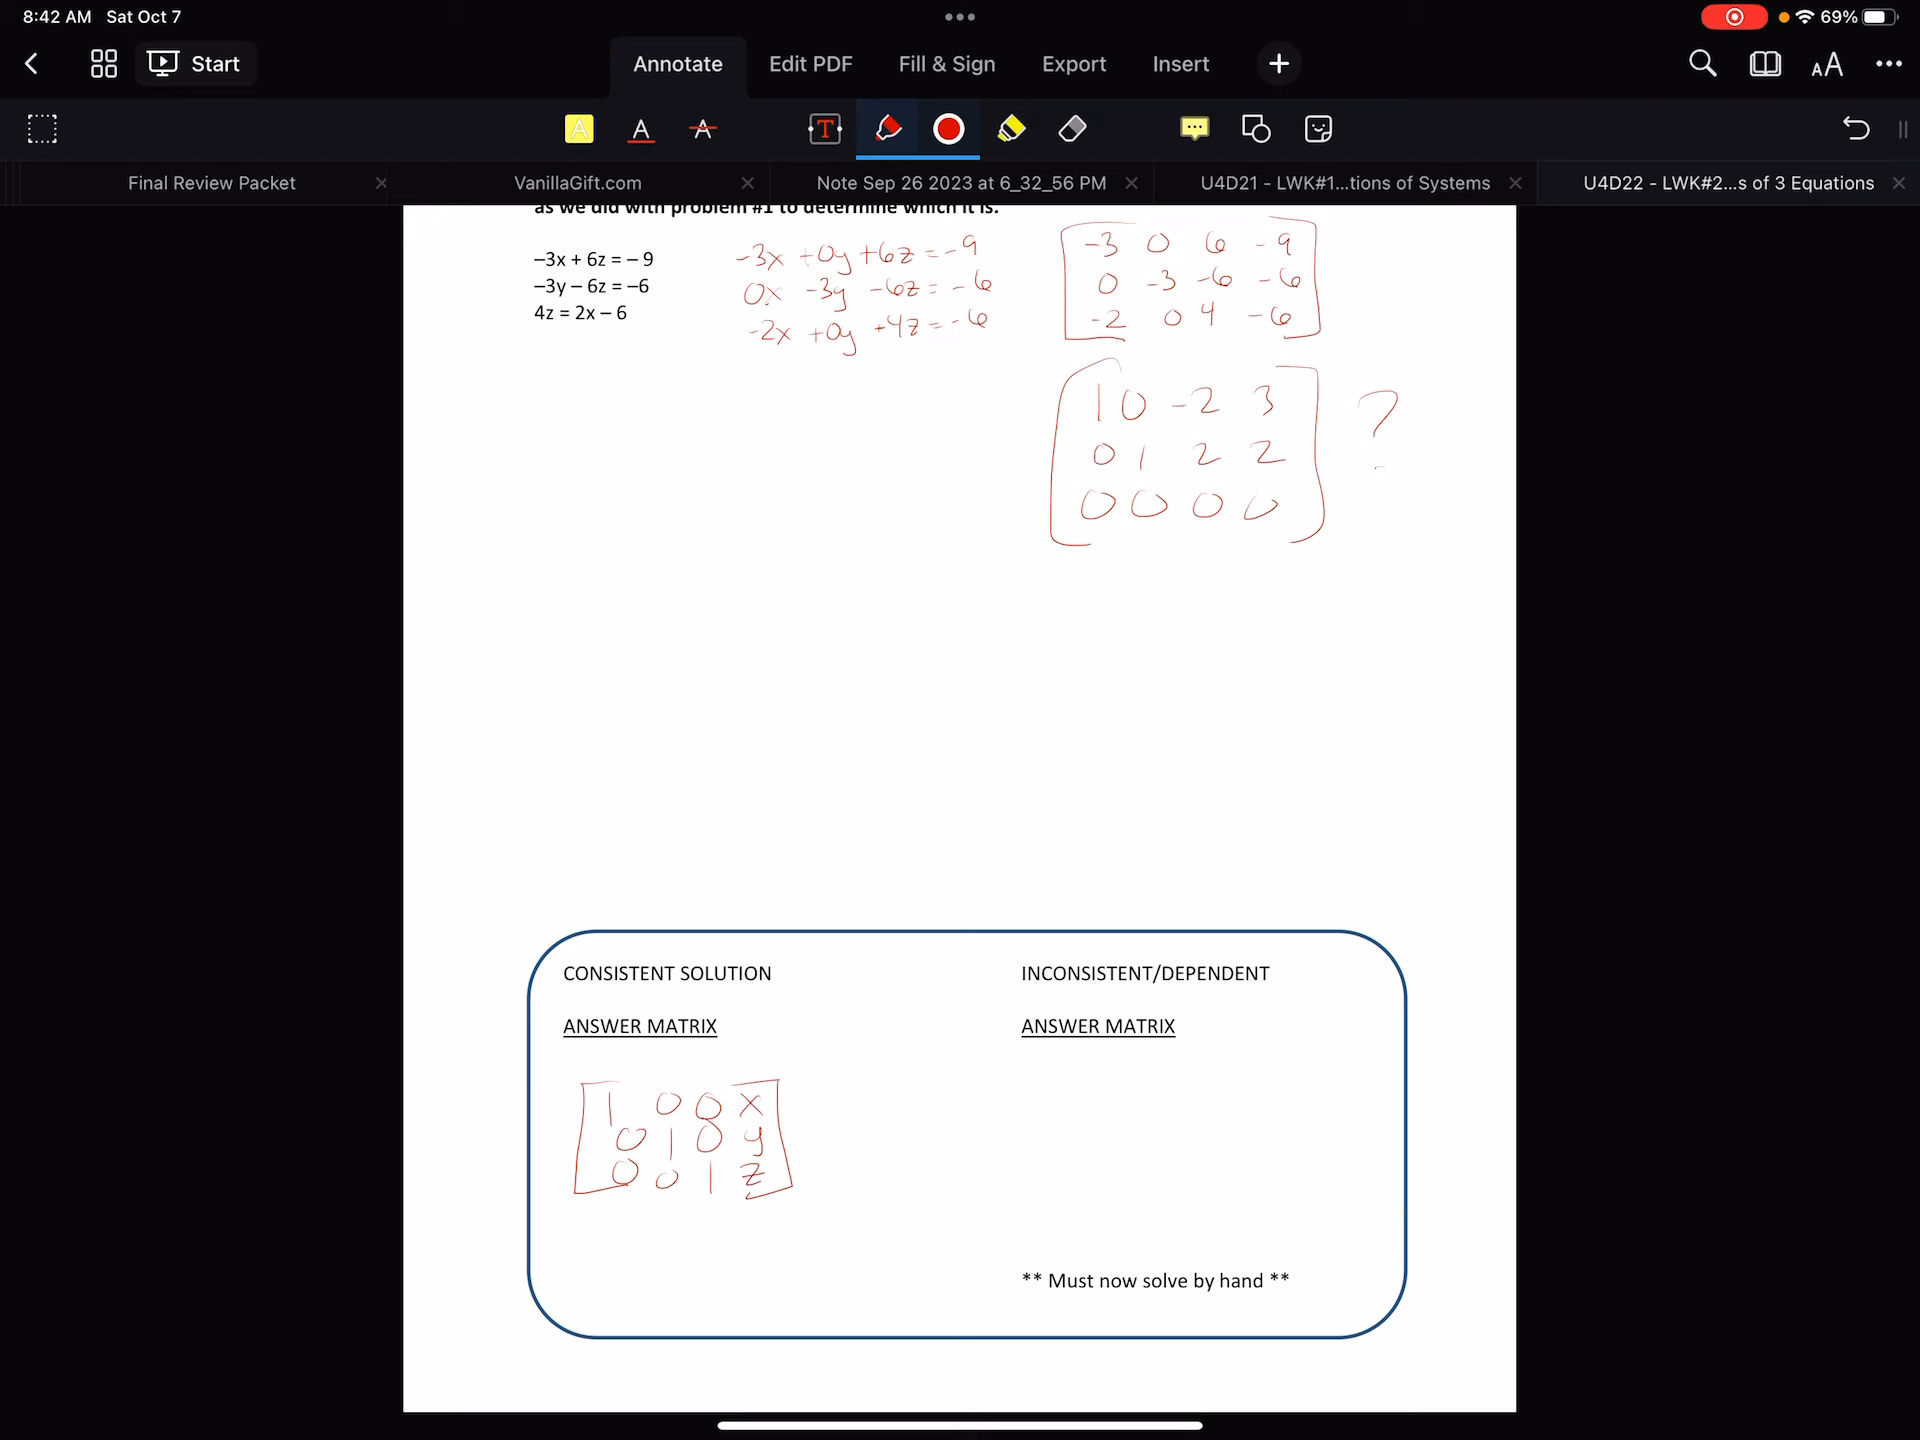 8:42 AM Sat Oct 7
69%
Start
Annotate
Edit PDF
Fill & Sign
Export
Insert
AA
A
A
A
T
Final Review Packet
VanillaGift.com
Note Sep 26 2023 at 6_32_56 PM
U4D21 - LWK#1...tions of Systems
U4D22 - LWK#2...s of 3 Equations
as we did with problem #1 to determine which it is.
–3x + 6z = – 9
–3y – 6z = –6
4z = 2x – 6
-3x +0y +6z = -9
0x -3y -6z = -6
-2x +0y +4z = -6
-3 0 6 -9
0 -3 -6 -6
-2 0 4 -6
1 0 -2 3
0 1 2 2
0 0 0 0
?
CONSISTENT SOLUTION
ANSWER MATRIX
1 0 0 x
0 1 0 y
0 0 1 z
INCONSISTENT/DEPENDENT
ANSWER MATRIX
** Must now solve by hand **